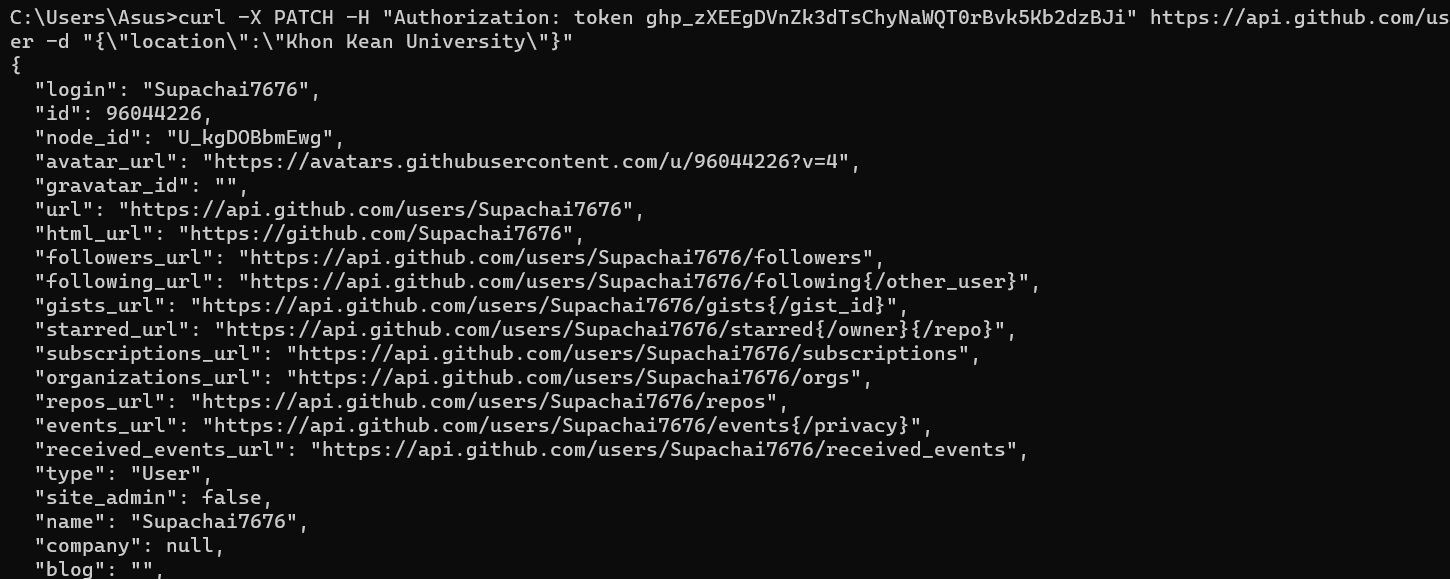 C:\Users\Asus>curl -X PATCH -H "Authorization: token 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" https://api.github.com/us
er -d "{\"location\":\"Khon Kean University\"}"
{
  "login": "Supachai7676",
  "id": 96044226,
  "node_id": "U_kgDOBbmEwg",
  "avatar_url": "https://avatars.githubusercontent.com/u/96044226?v=4",
  "gravatar_id": "",
  "url": "https://api.github.com/users/Supachai7676",
  "html_url": "https://github.com/Supachai7676",
  "followers_url": "https://api.github.com/users/Supachai7676/followers",
  "following_url": "https://api.github.com/users/Supachai7676/following{/other_user}",
  "gists_url": "https://api.github.com/users/Supachai7676/gists{/gist_id}",
  "starred_url": "https://api.github.com/users/Supachai7676/starred{/owner}{/repo}",
  "subscriptions_url": "https://api.github.com/users/Supachai7676/subscriptions",
  "organizations_url": "https://api.github.com/users/Supachai7676/orgs",
  "repos_url": "https://api.github.com/users/Supachai7676/repos",
  "events_url": "https://api.github.com/users/Supachai7676/events{/privacy}",
  "received_events_url": "https://api.github.com/users/Supachai7676/received_events",
  "type": "User",
  "site_admin": false,
  "name": "Supachai7676",
  "company": null,
  "blog": "",